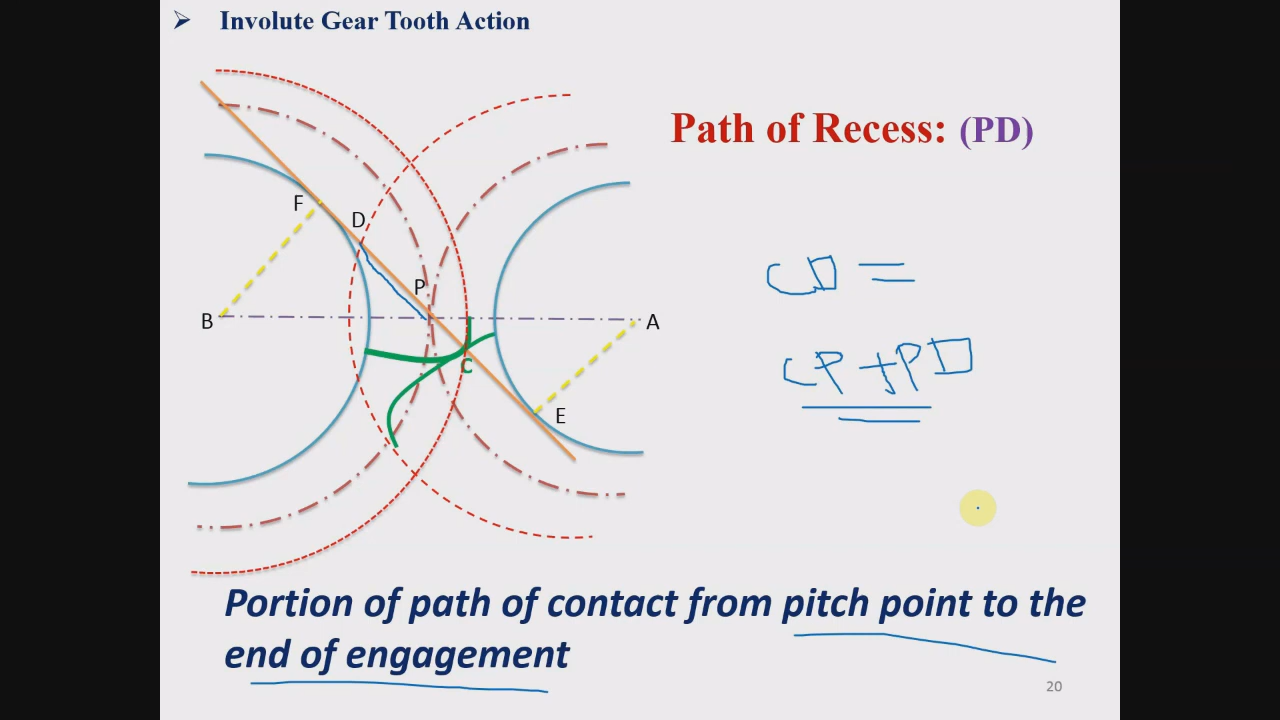 ➤ Involute Gear Tooth Action
Path of Recess: (PD)
F
D
P
B
A
C
E
CD =
CP + PD
Portion of path of contact from pitch point to the
end of engagement
20